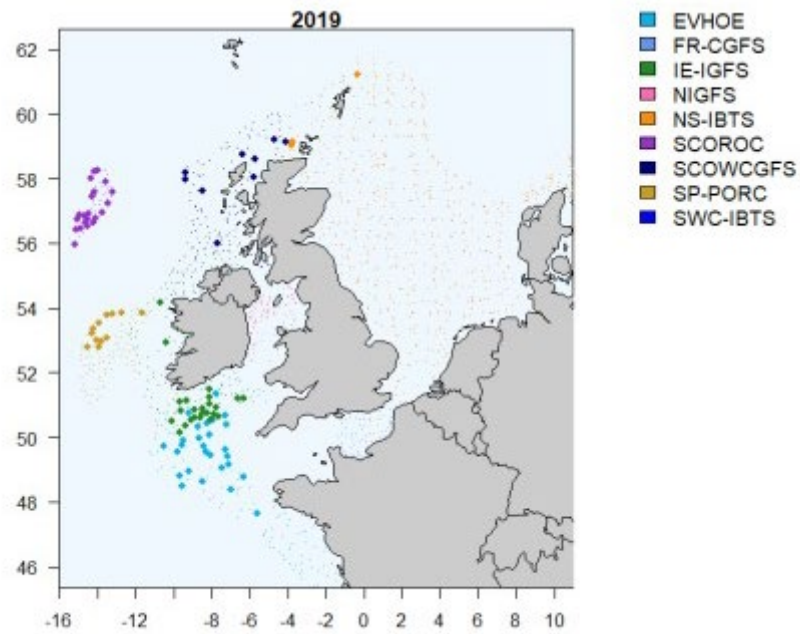 2019
62
60
58
56
54
52
50
48
46
-16 -12 -8 -6 -4 -2 0 2 4 6 8 10
EVHOE
FR-CGFS
IE-IGFS
NIGFS
NS-IBTS
SCOROC
SCOWCGFS
SP-PORC
SWC-IBTS